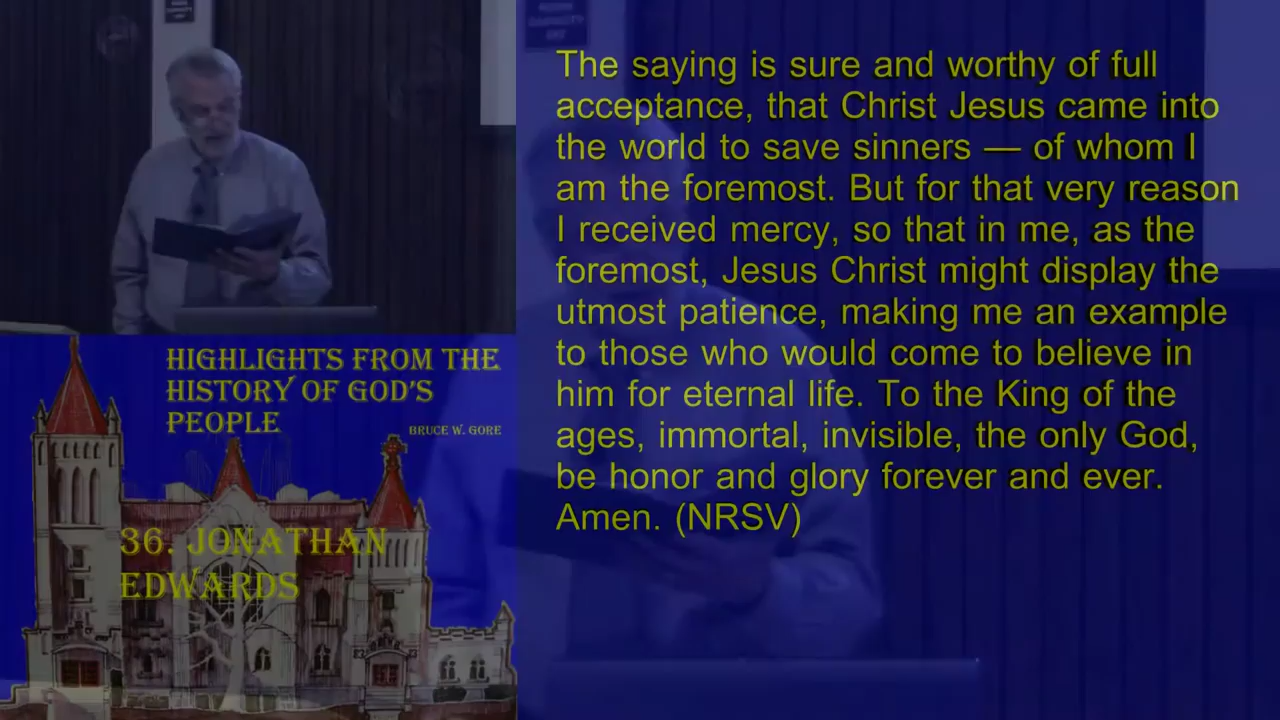 The saying is sure and worthy of full
acceptance, that Christ Jesus came into
the world to save sinners — of whom I
am the foremost. But for that very reason
I received mercy, so that in me, as the
foremost, Jesus Christ might display the
utmost patience, making me an example
to those who would come to believe in
him for eternal life. To the King of the
ages, immortal, invisible, the only God,
be honor and glory forever and ever.
Amen. (NRSV)
HIGHLIGHTS FROM THE
HISTORY OF GOD'S
PEOPLE
BRUCE W. GORE
36. JONATHAN
EDWARDS